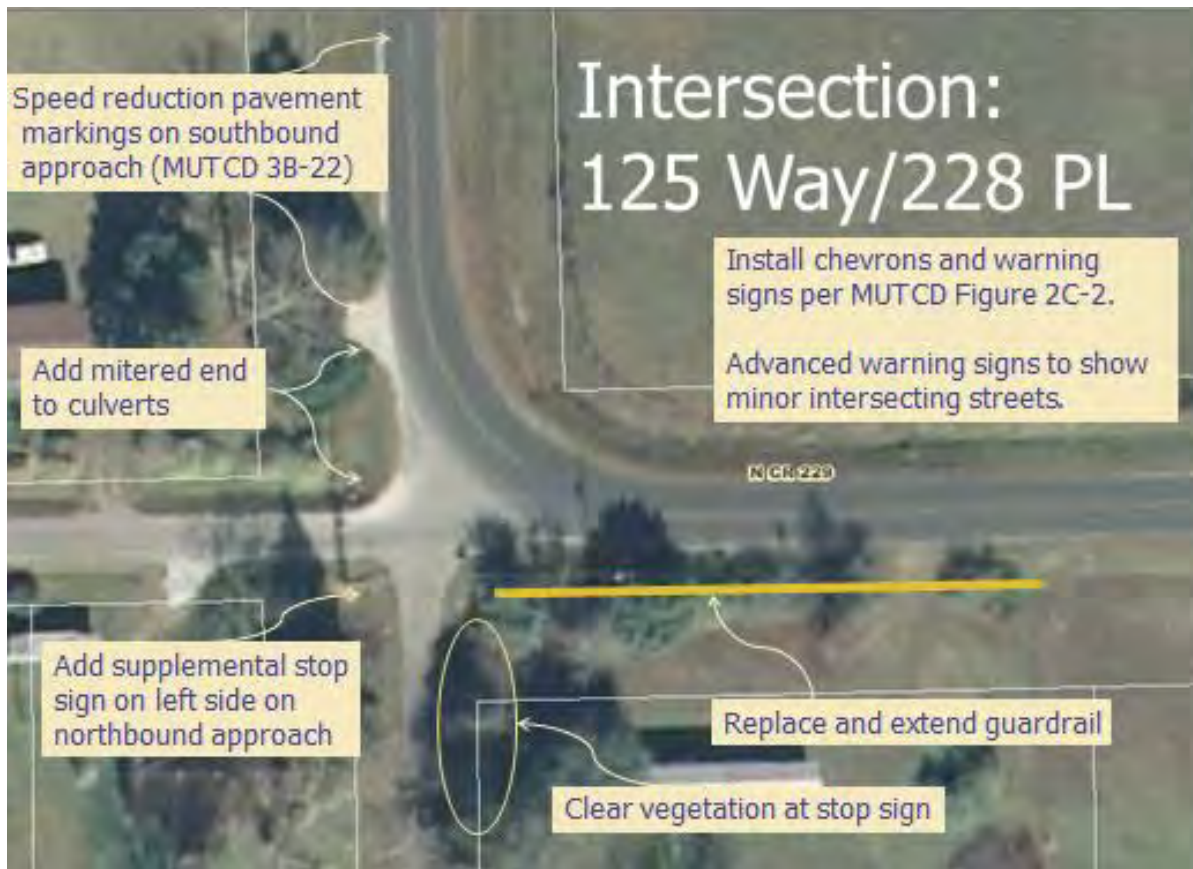 Intersection:
125 Way/228 PL
Speed reduction pavement
markings on southbound
approach (MUTCD 3B-22)
Install chevrons and warning
signs per MUTCD Figure 2C-2.
Advanced warning signs to show
minor intersecting streets.
Add mitered end
to culverts
N CR 229
Add supplemental stop
sign on left side on
northbound approach
Replace and extend guardrail
Clear vegetation at stop sign